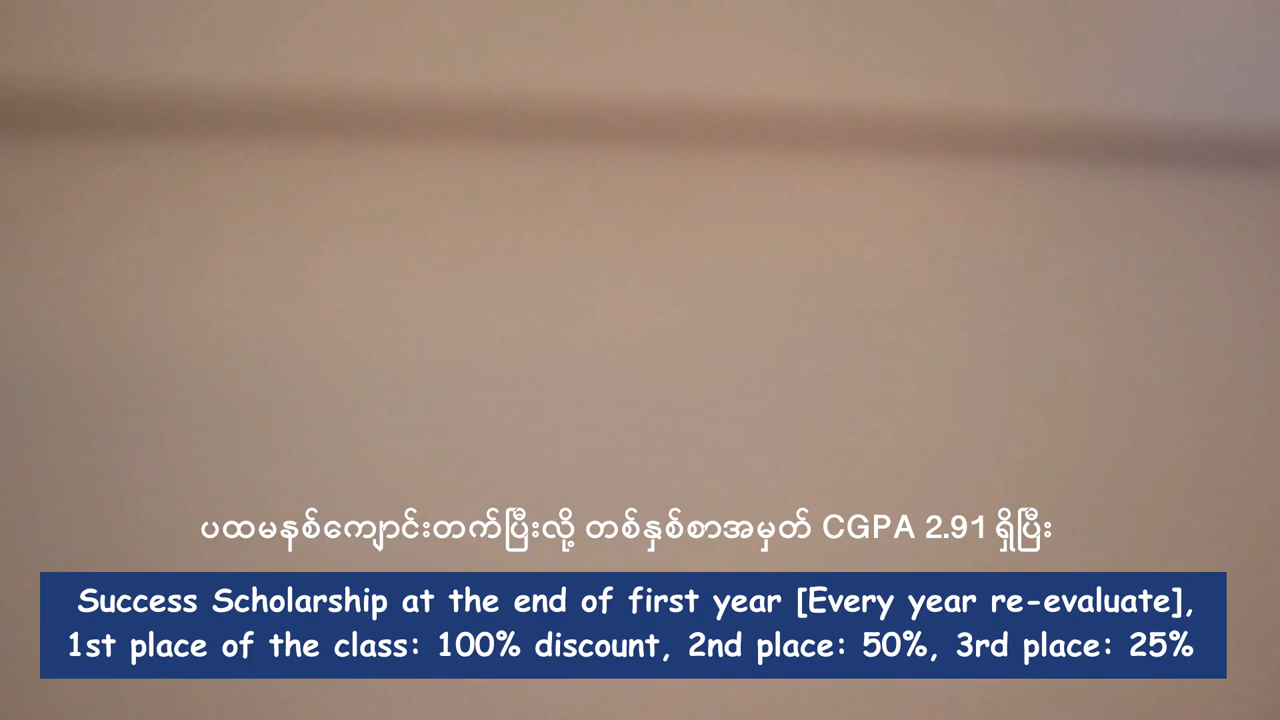 ပထမနှစ်ကျောင်းတက်ပြီးလို့ တစ်နှစ်စာအမှတ် CGPA 2.91 ရှိပြီး
Success Scholarship at the end of first year [Every year re-evaluate],
1st place of the class: 100% discount, 2nd place: 50%, 3rd place: 25%